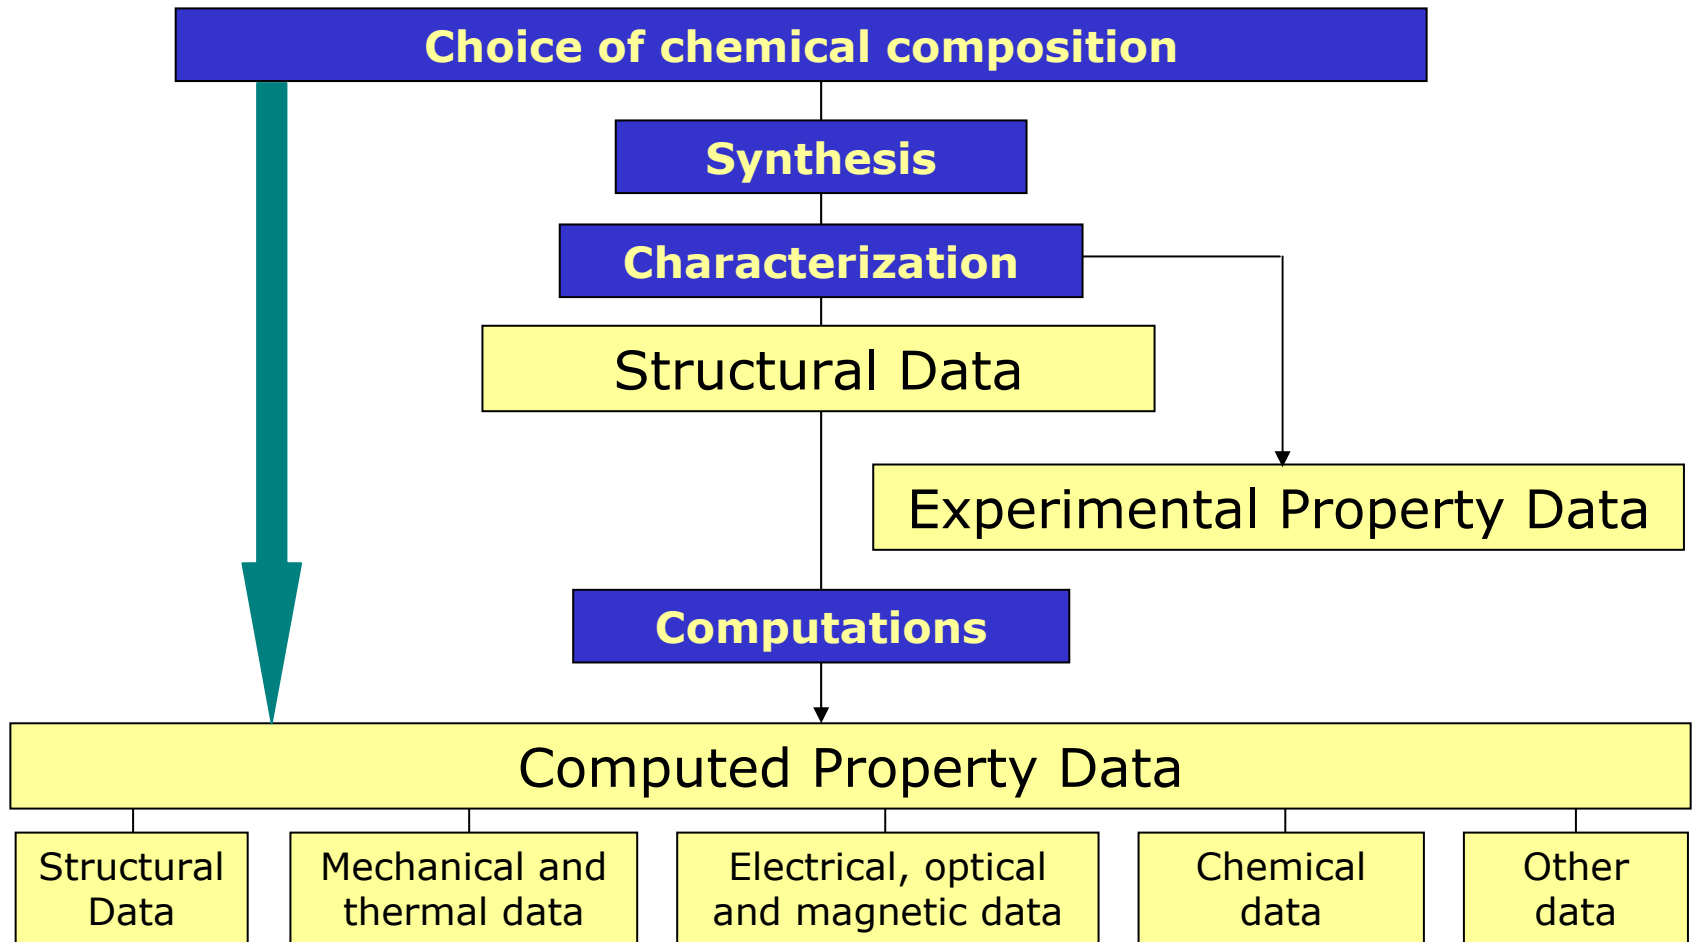 Choice of chemical composition
Synthesis
Characterization
Structural Data
Experimental Property Data
Computations
Computed Property Data
Structural
Data
Mechanical and
thermal data
Electrical, optical
and magnetic data
Chemical
data
Other
data